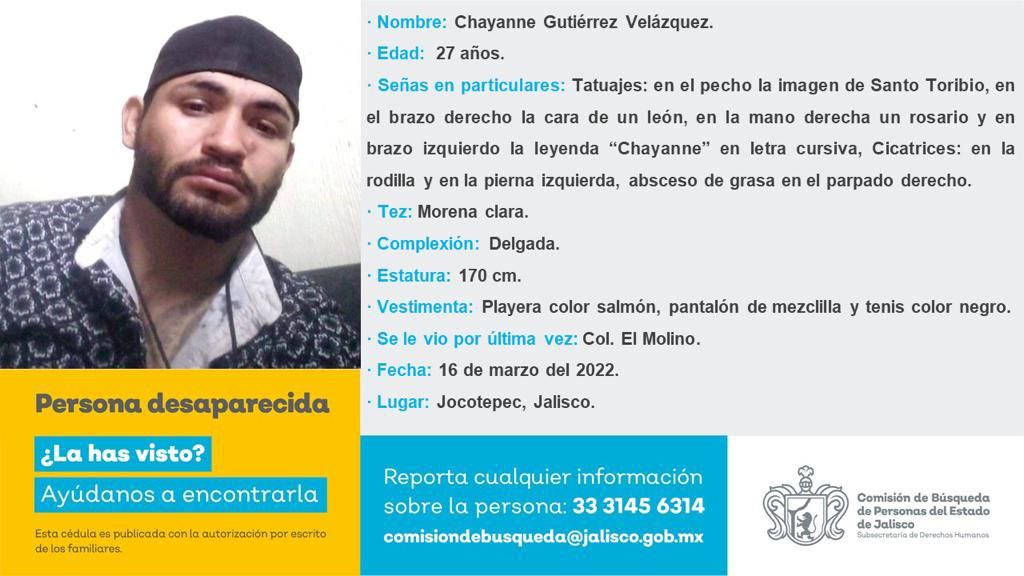 · Nombre: Chayanne Gutiérrez Velázquez.
· Edad: 27 años.
· Señas en particulares: Tatuajes: en el pecho la imagen de Santo Toribio, en
el brazo derecho la cara de un león, en la mano derecha un rosario y en
brazo izquierdo la leyenda “Chayanne” en letra cursiva, Cicatrices: en la
rodilla y en la pierna izquierda, absceso de grasa en el parpado derecho.
· Tez: Morena clara.
· Complexión: Delgada.
· Estatura: 170 cm.
· Vestimenta: Playera color salmón, pantalón de mezclilla y tenis color negro.
· Se le vio por última vez: Col. El Molino.
· Fecha: 16 de marzo del 2022.
· Lugar: Jocotepec, Jalisco.
Persona desaparecida
¿La has visto?
Ayúdanos a encontrarla
Esta cédula es publicada con la autorización por escrito
de los familiares.
Reporta cualquier información
sobre la persona: 33 3145 6314
comisiondebusqueda@jalisco.gob.mx
Comisión de Búsqueda
de Personas del Estado
de Jalisco
Subsecretaría de Derechos Humanos